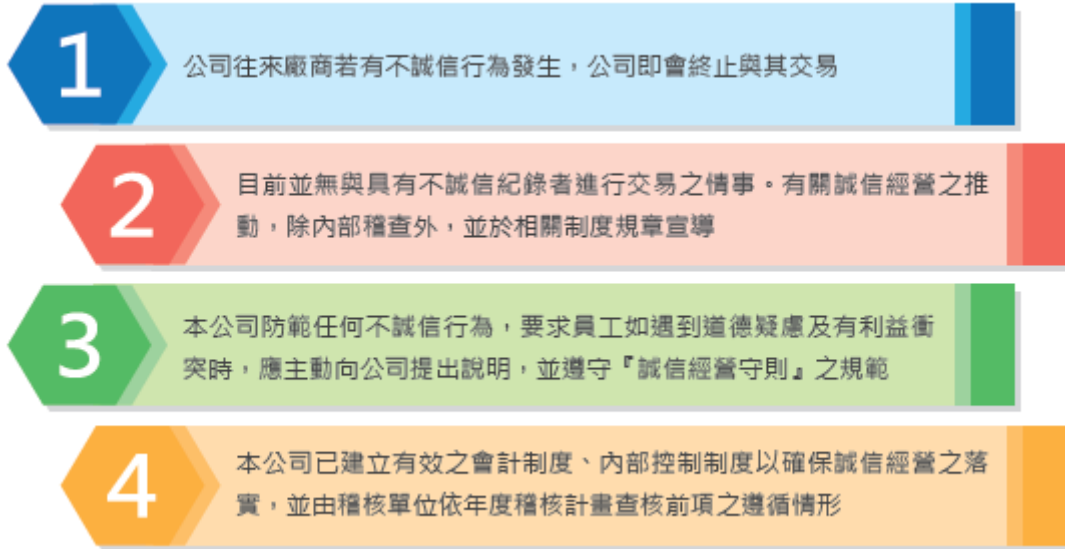 1
公司往來廠商若有不誠信行為發生，公司即會終止與其交易
2
目前並無與具有不誠信紀錄者進行交易之情事。有關誠信經營之推
動，除內部稽查外，並於相關制度規章宣導
3
本公司防範任何不誠信行為，要求員工如遇到道德疑慮及有利益衝
突時，應主動向公司提出說明，並遵守『誠信經營守則』之規範
4
本公司已建立有效之會計制度、內部控制制度以確保誠信經營之落
實，並由稽核單位依年度稽核計畫查核前項之遵循情形